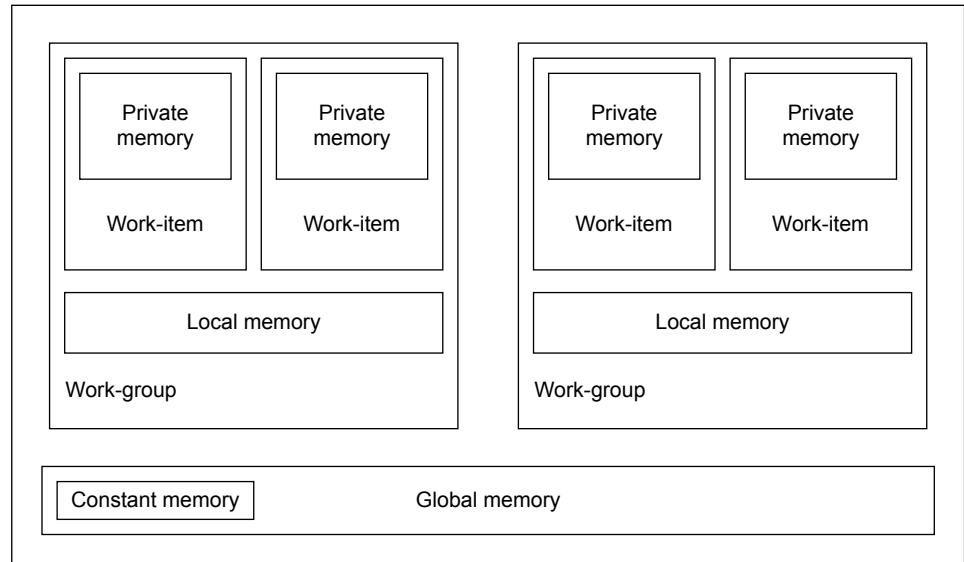 Private
memory
Private
memory
Work-item
Work-item
Local memory
Work-group
Private
memory
Private
memory
Work-item
Work-item
Local memory
Work-group
Constant memory
Global memory